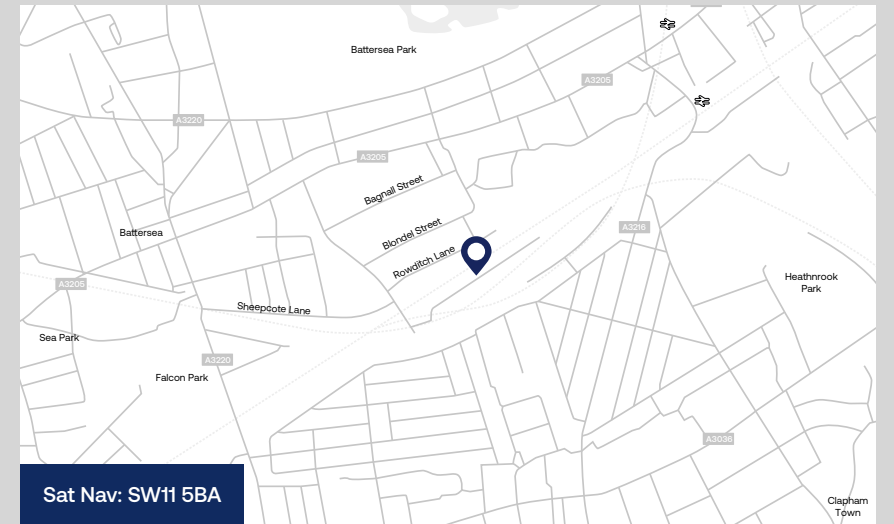 Battersea Park
A3205
A3220
A3205
Bagnall Street
Battersea
Blondel Street
A3216
Rowditch Lane
A3205
Heathnrook
Park
Sheepcote Lane
Sea Park
A3220
Falcon Park
A3036
Sat Nav: SW11 5BA
Clapham
Town